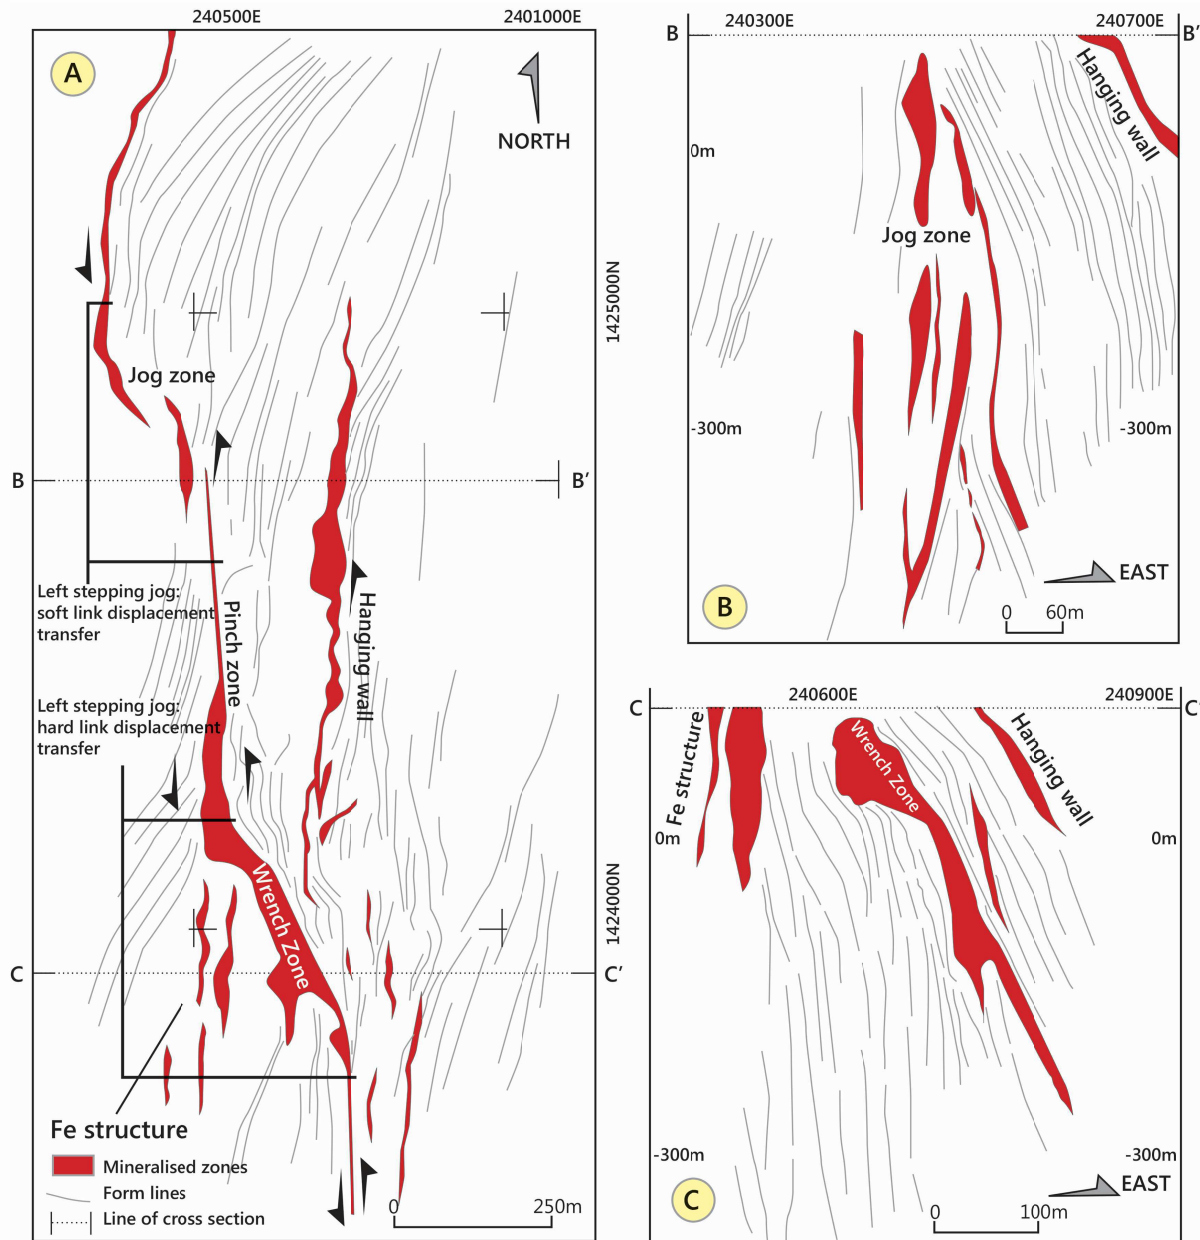 240500E
2401000E
A
NORTH
1425000N
Jog zone
B
B'
Left stepping jog:
soft link displacement
transfer
Pinch zone
Hanging wall
Left stepping jog:
hard link displacement
transfer
Wrench Zone
1424000N
C
C'
Fe structure
Mineralised zones
Form lines
Line of cross section
0
250m
240300E
240700E
B
B'
Hanging wall
0m
Jog zone
-300m
-300m
EAST
B
0
60m
240600E
240900E
C
C'
Fe structure
Wrench Zone
Hanging wall
0m
0m
-300m
-300m
EAST
C
0
100m